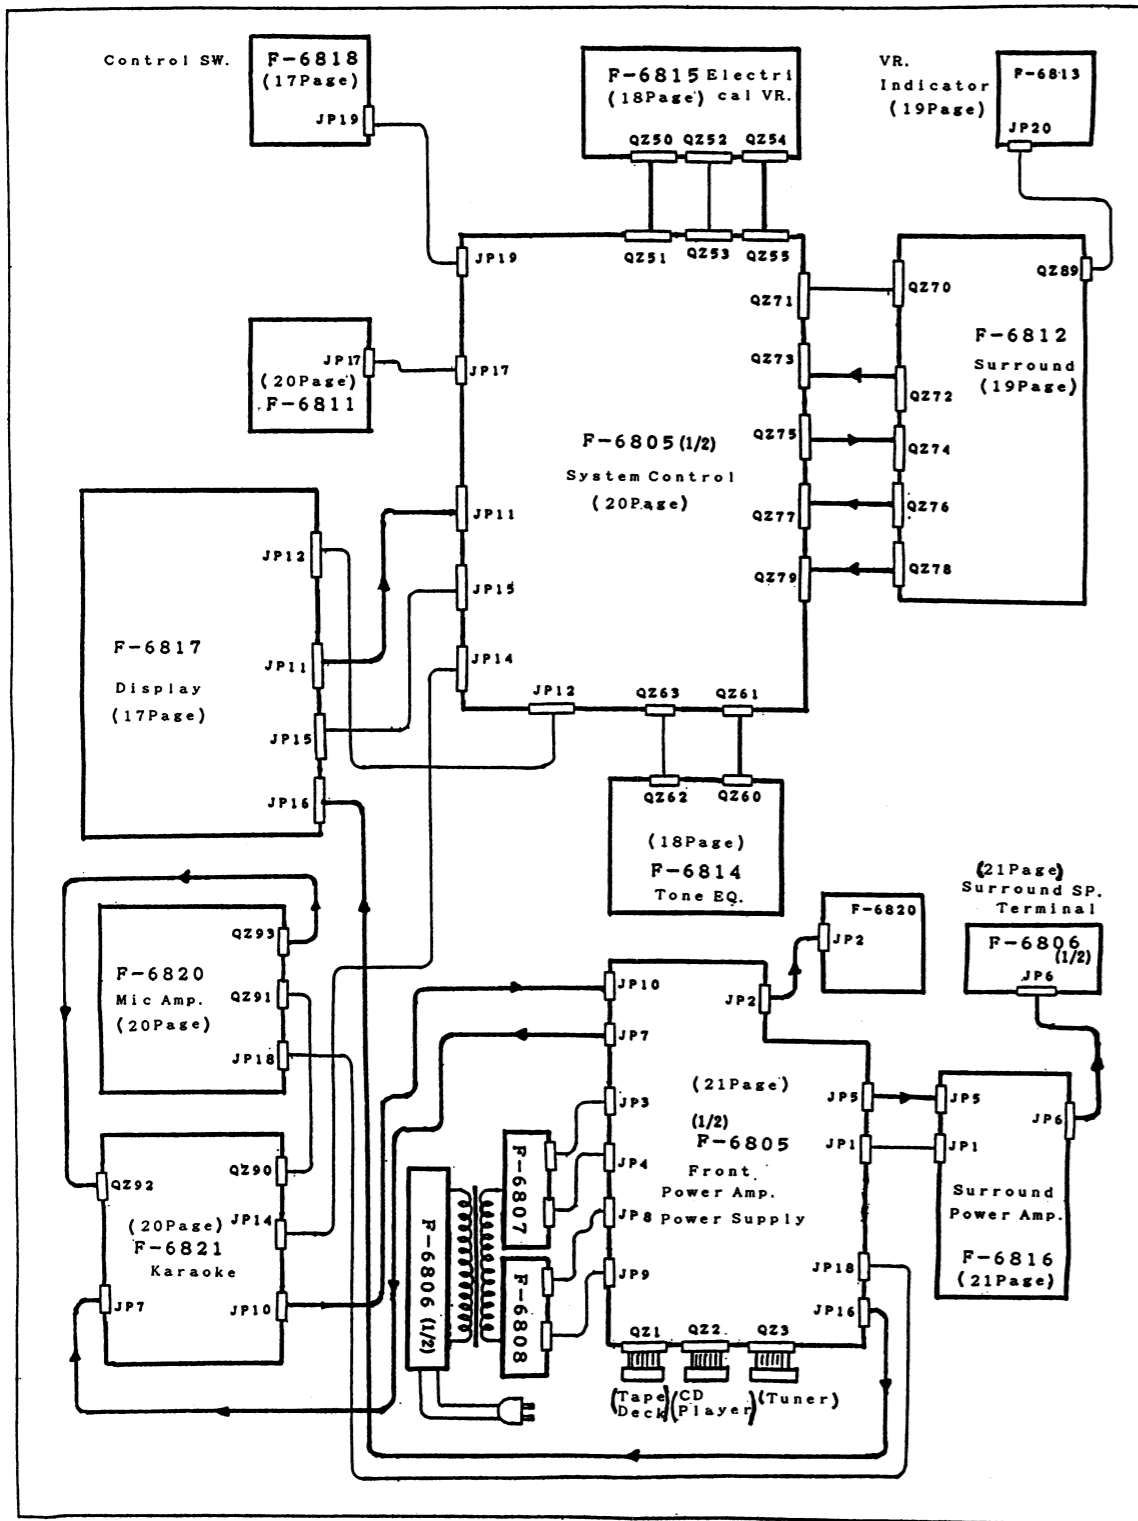 Control SW.
F-6818
(17Page)
JP19
F-6815 Electri
(18Page) cal VR.
QZ50 QZ52 QZ54
VR.
Indicator
(19Page)
F-6813
JP20
QZ51 QZ53 QZ55
JP19
QZ71
QZ70
QZ89
JP17
(20Page)
F-6811
JP17
QZ73
QZ72
F-6812
Surround
(19Page)
F-6805 (1/2)
System Control
(20Page)
QZ75
QZ74
QZ77
QZ76
QZ79
QZ78
JP11
JP15
JP14
JP12
QZ63
QZ61
JP12
F-6817
Display
(17Page)
JP11
JP15
JP16
QZ62 QZ60
(18Page)
F-6814
Tone EQ.
F-6820
JP2
(21Page)
Surround SP.
Terminal
F-6806
(1/2)
JP6
QZ93
F-6820
Mic Amp.
(20Page)
QZ91
JP18
JP10
JP7
JP2
JP3
JP4
JP8
JP9
(21Page)
(1/2)
F-6805
Front
Power Amp.
Power Supply
JP5
JP1
JP18
JP16
JP5
JP1
JP6
Surround
Power Amp.
F-6816
(21Page)
QZ92
QZ90
(20Page)
JP14
F-6821
Karaoke
JP7
JP10
F-6806 (1/2)
F-6807
F-6808
QZ1 QZ2 QZ3
(Tape
Deck)
(CD
Player)
(Tuner)